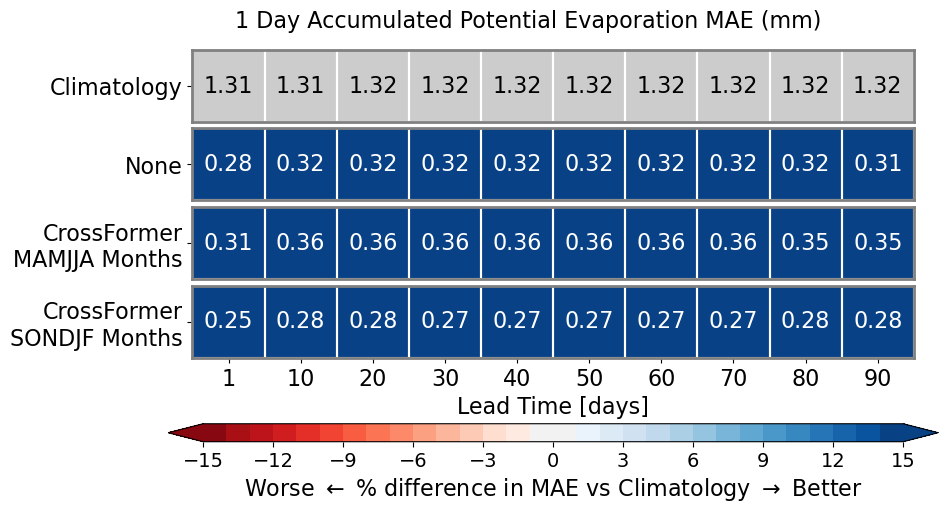 1 Day Accumulated Potential Evaporation MAE (mm)
Climatology 1.31 1.31 1.32 1.32 1.32 1.32 1.32 1.32 1.32 1.32
None 0.28 0.32 0.32 0.32 0.32 0.32 0.32 0.32 0.32 0.31
CrossFormer
MAMJJA Months 0.31 0.36 0.36 0.36 0.36 0.36 0.36 0.36 0.35 0.35
CrossFormer
SONDJF Months 0.25 0.28 0.28 0.27 0.27 0.27 0.27 0.27 0.28 0.28
1 10 20 30 40 50 60 70 80 90
Lead Time [days]
−15 −12 −9 −6 −3 0 3 6 9 12 15
Worse ← % difference in MAE vs Climatology → Better